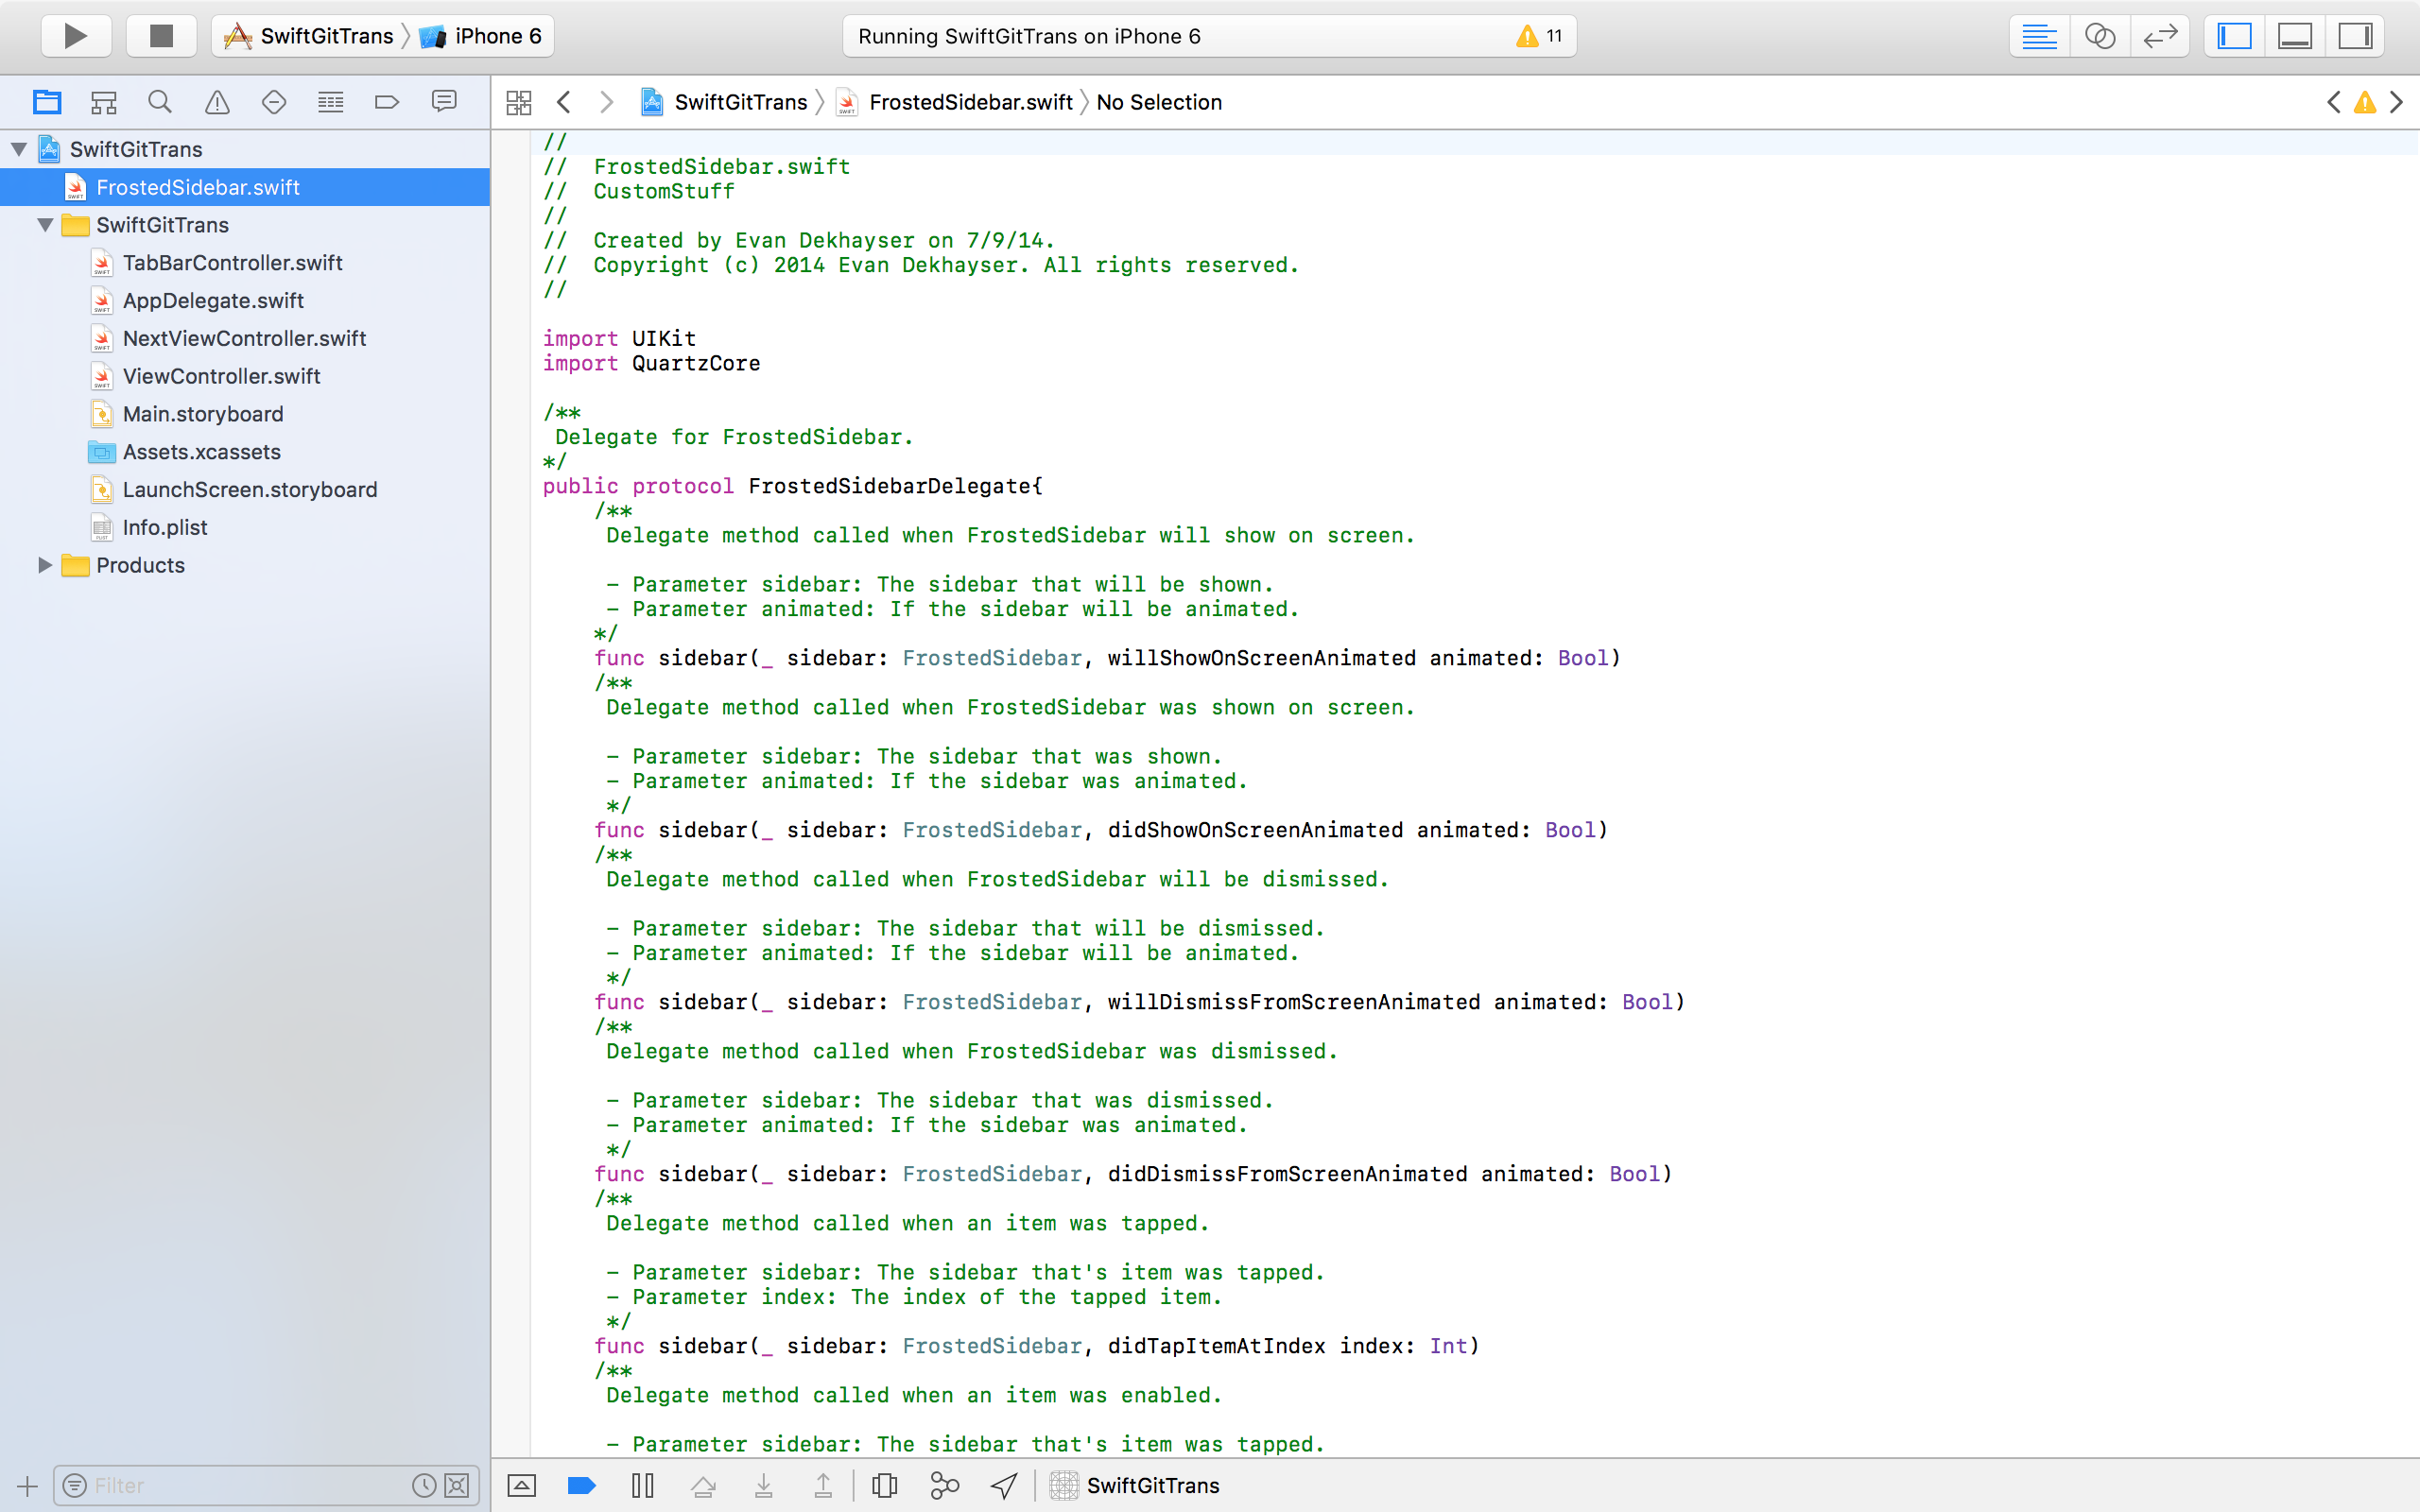 SwiftGitTrans iPhone 6
Running SwiftGitTrans on iPhone 6 11
SwiftGitTrans FrostedSidebar.swift No Selection
SwiftGitTrans
FrostedSidebar.swift
SwiftGitTrans
TabBarController.swift
AppDelegate.swift
NextViewController.swift
ViewController.swift
Main.storyboard
Assets.xcassets
LaunchScreen.storyboard
Info.plist
Products
Filter
//
//  FrostedSidebar.swift
//  CustomStuff
//
//  Created by Evan Dekhayser on 7/9/14.
//  Copyright (c) 2014 Evan Dekhayser. All rights reserved.
//
import UIKit
import QuartzCore
/**
 Delegate for FrostedSidebar.
*/
public protocol FrostedSidebarDelegate{
    /**
     Delegate method called when FrostedSidebar will show on screen.
     - Parameter sidebar: The sidebar that will be shown.
     - Parameter animated: If the sidebar will be animated.
    */
    func sidebar(_ sidebar: FrostedSidebar, willShowOnScreenAnimated animated: Bool)
    /**
     Delegate method called when FrostedSidebar was shown on screen.
     - Parameter sidebar: The sidebar that was shown.
     - Parameter animated: If the sidebar was animated.
     */
    func sidebar(_ sidebar: FrostedSidebar, didShowOnScreenAnimated animated: Bool)
    /**
     Delegate method called when FrostedSidebar will be dismissed.
     - Parameter sidebar: The sidebar that will be dismissed.
     - Parameter animated: If the sidebar will be animated.
     */
    func sidebar(_ sidebar: FrostedSidebar, willDismissFromScreenAnimated animated: Bool)
    /**
     Delegate method called when FrostedSidebar was dismissed.
     - Parameter sidebar: The sidebar that was dismissed.
     - Parameter animated: If the sidebar was animated.
     */
    func sidebar(_ sidebar: FrostedSidebar, didDismissFromScreenAnimated animated: Bool)
    /**
     Delegate method called when an item was tapped.
     - Parameter sidebar: The sidebar that's item was tapped.
     - Parameter index: The index of the tapped item.
     */
    func sidebar(_ sidebar: FrostedSidebar, didTapItemAtIndex index: Int)
    /**
     Delegate method called when an item was enabled.
     - Parameter sidebar: The sidebar that's item was tapped.
SwiftGitTrans